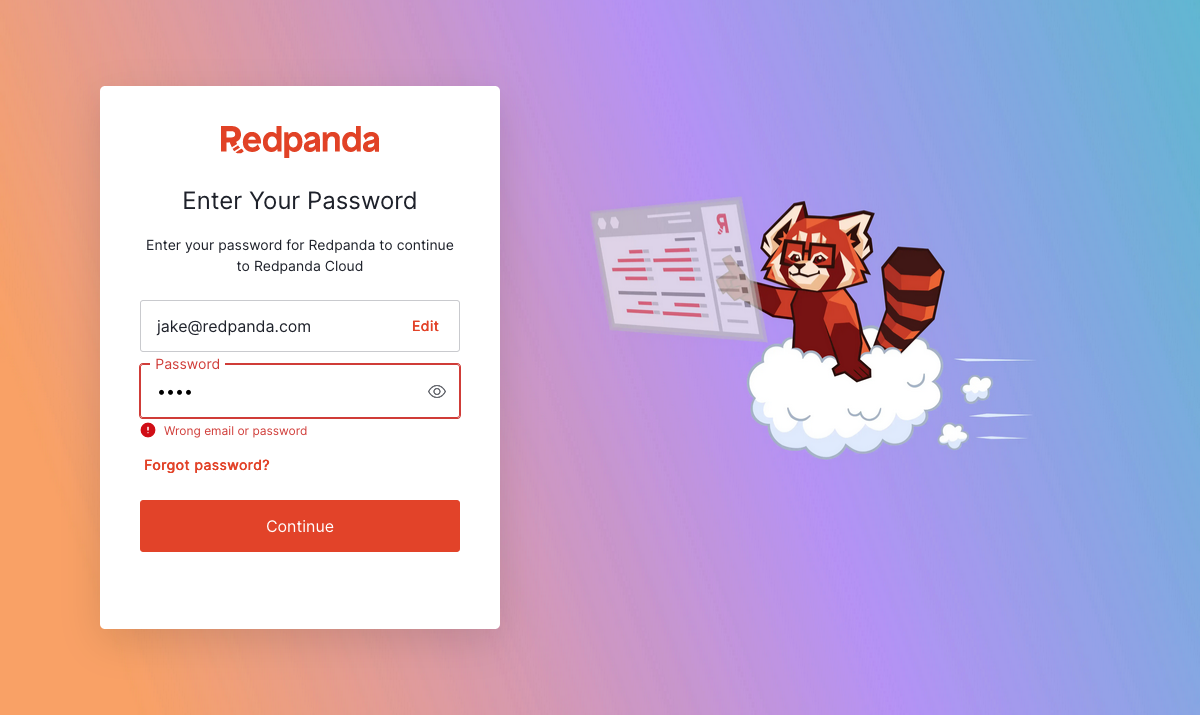 Redpanda
Enter Your Password
Enter your password for Redpanda to continue
to Redpanda Cloud
jake@redpanda.com
Edit
Password
••••
Wrong email or password
Forgot password?
Continue